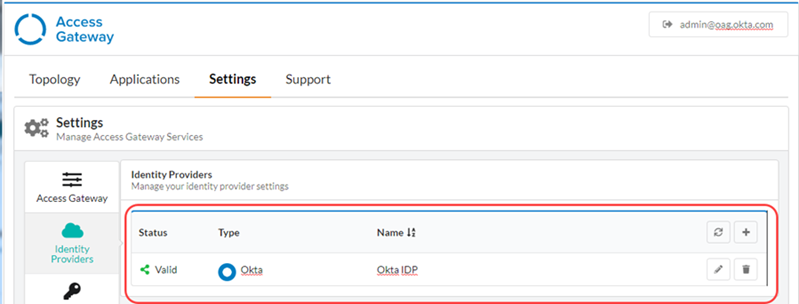 Access
Gateway
admin@oag.okta.com
Topology Applications Settings Support
Settings
Manage Access Gateway Services
Access Gateway
Identity
Providers
Identity Providers
Manage your identity provider settings
Status Type Name
Valid Okta Okta IDP